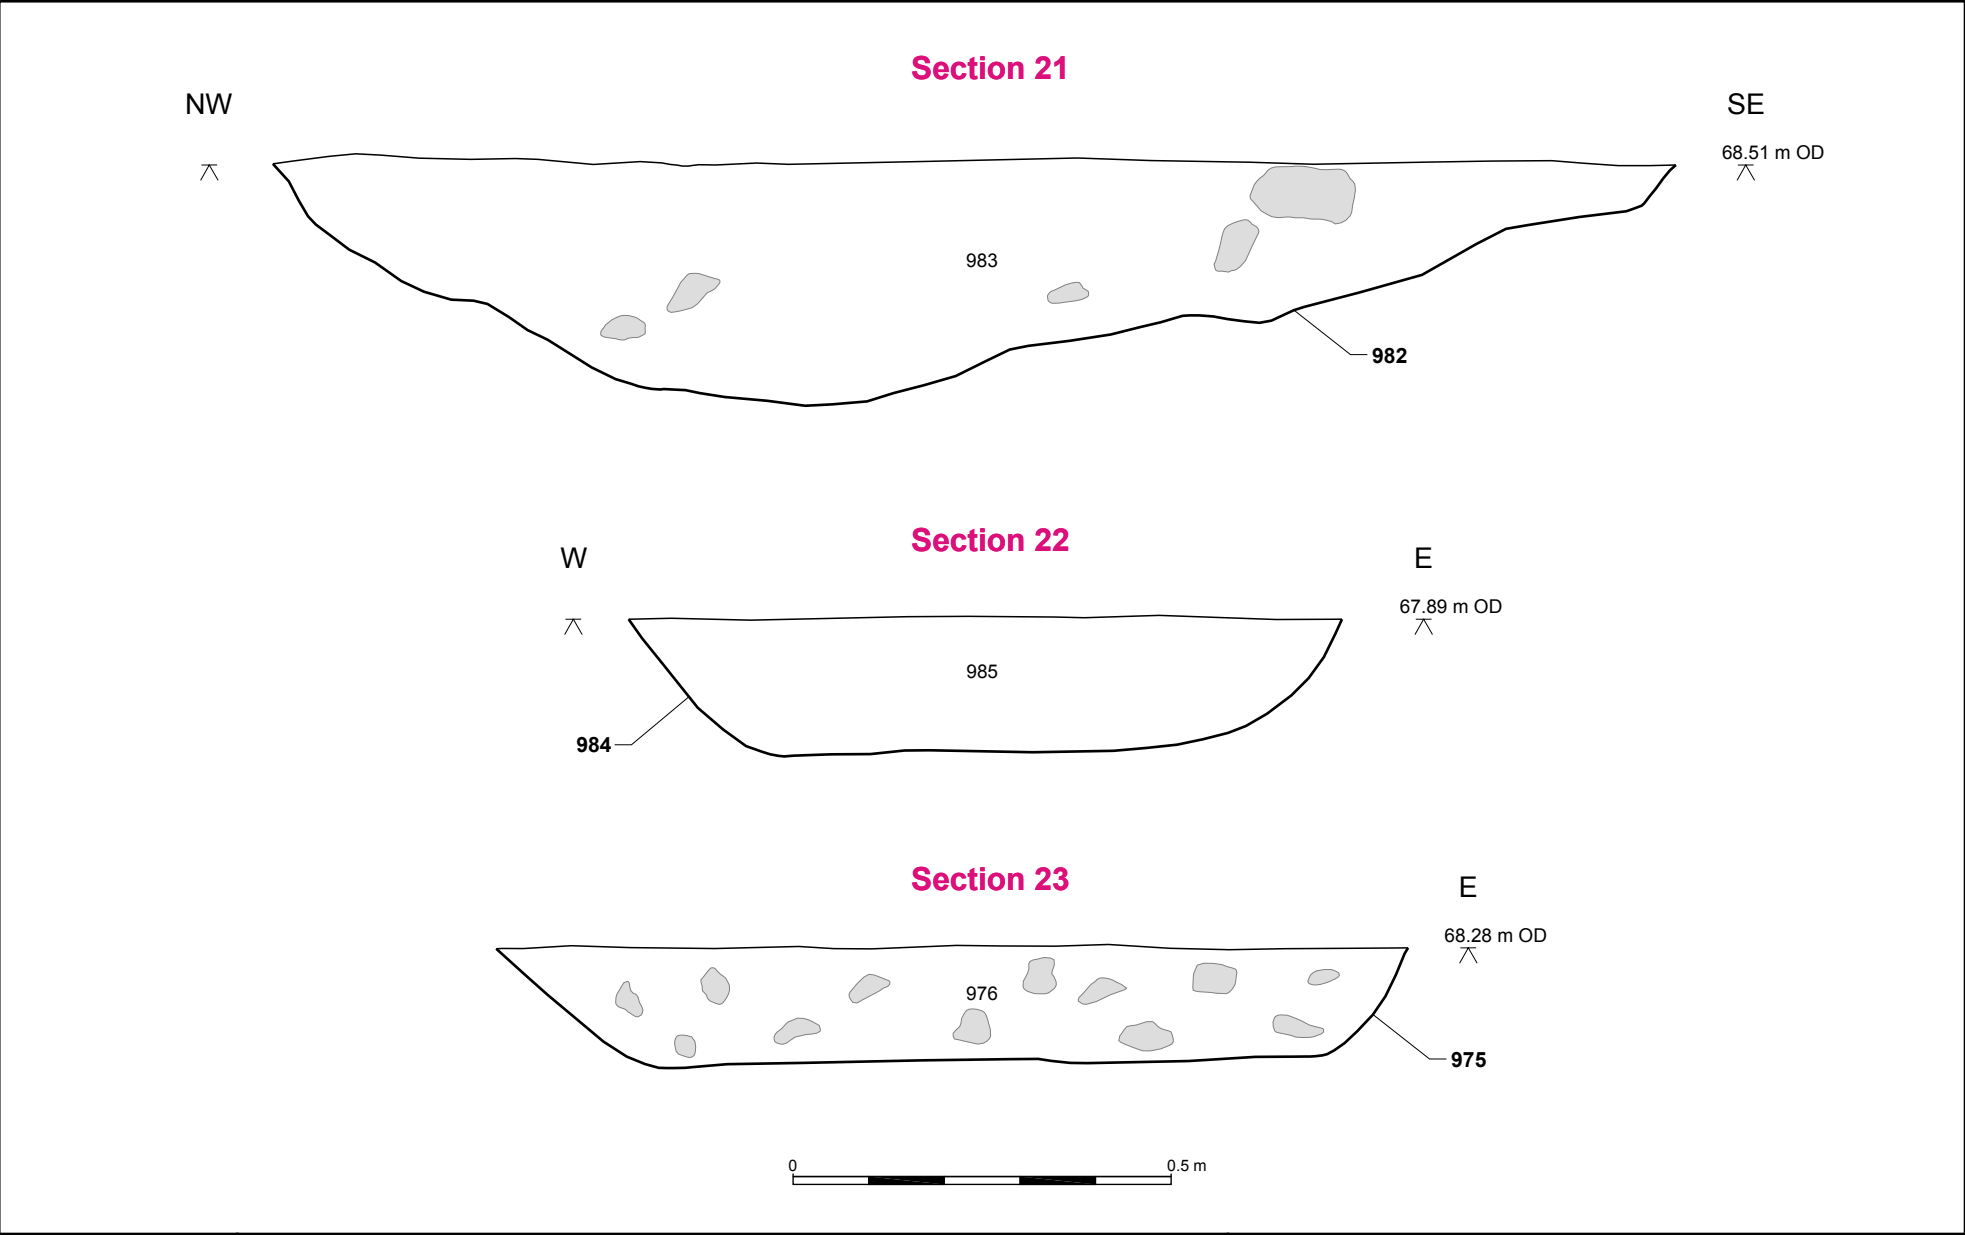 Section 21
NW
SE
68.51 m OD
983
982
Section 22
W
E
67.89 m OD
985
984
Section 23
E
68.28 m OD
976
975
0
0.5 m